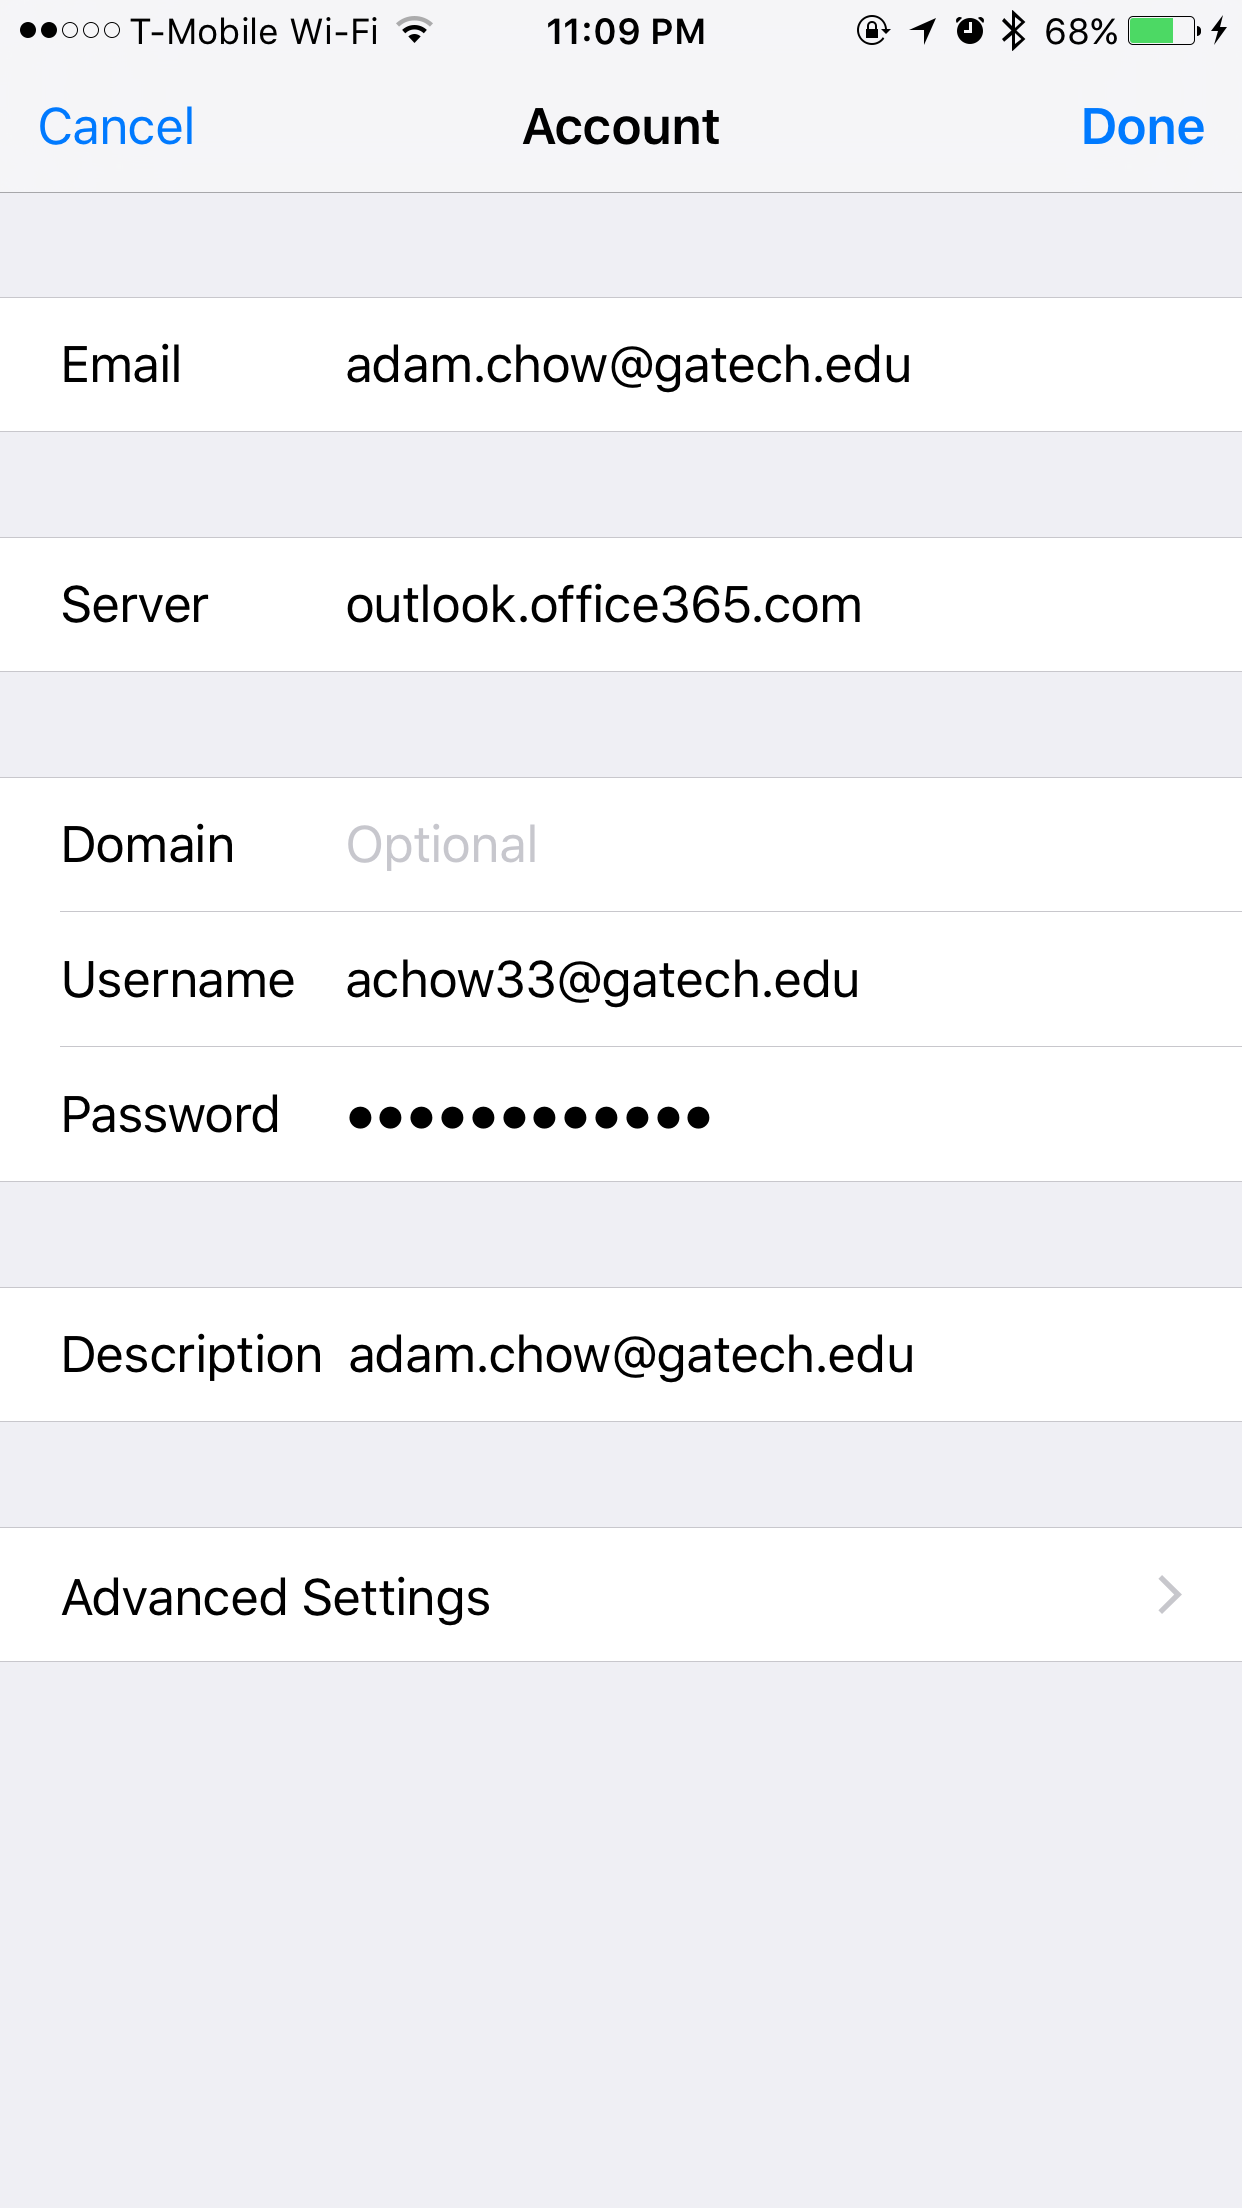 T-Mobile Wi-Fi 11:09 PM 68%
Cancel Account Done
Email adam.chow@gatech.edu
Server outlook.office365.com
Domain Optional
Username achow33@gatech.edu
Password ●●●●●●●●●●●●
Description adam.chow@gatech.edu
Advanced Settings